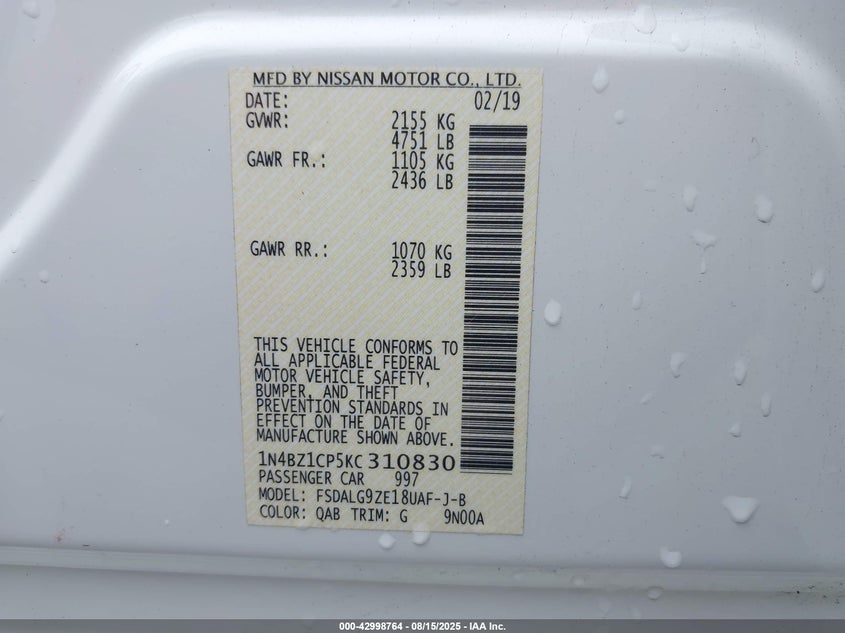 MFD BY NISSAN MOTOR CO., LTD.
DATE: 02/19
GVWR: 2155 KG
4751 LB
GAWR FR.: 1105 KG
2436 LB
GAWR RR.: 1070 KG
2359 LB
THIS VEHICLE CONFORMS TO
ALL APPLICABLE FEDERAL
MOTOR VEHICLE SAFETY,
BUMPER, AND THEFT
PREVENTION STANDARDS IN
EFFECT ON THE DATE OF
MANUFACTURE SHOWN ABOVE.
1N4BZ1CP5KC310830
PASSENGER CAR 997
MODEL: FSDALG9ZE18UAF-J-B
COLOR: QAB TRIM: G 9N00A
000-42998764 - 08/15/2025 - IAA Inc.